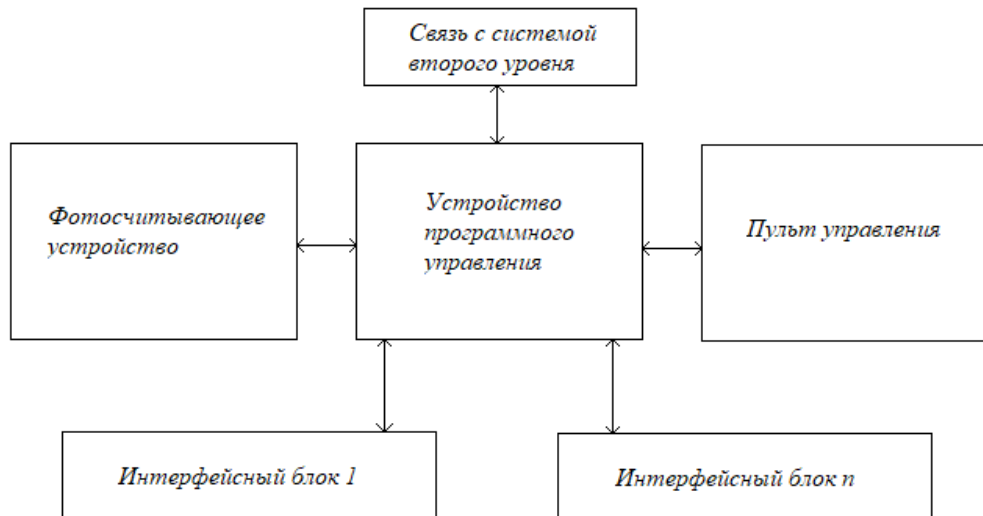 Связь с системой
второго уровня
Фотосчитывающее
устройство
Устройство
программного
управления
Пульт управления
Интерфейсный блок 1
Интерфейсный блок n